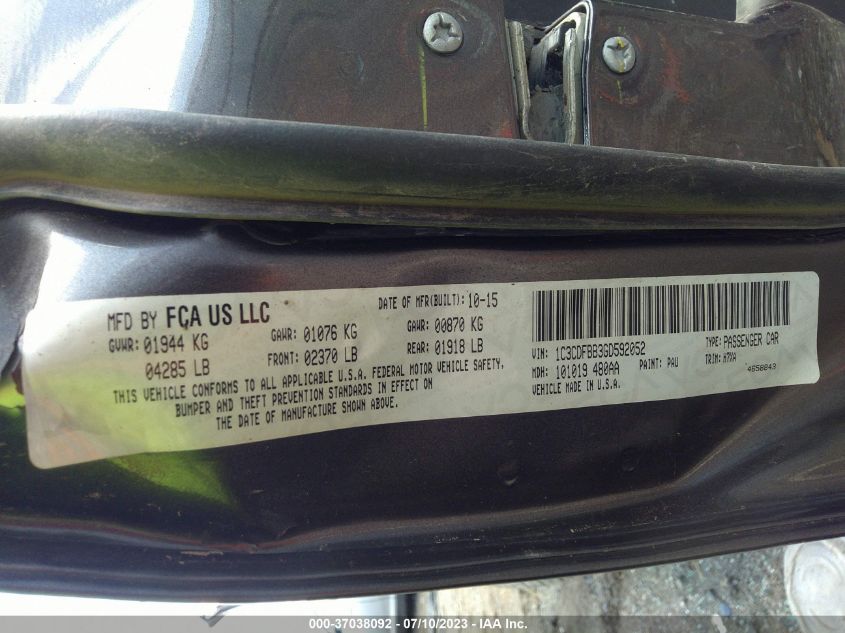 MFD BY FCA US LLC
DATE OF MFR(BUILT): 10-15
GVWR: 01944 KG
GAWR: 01076 KG
GAWR: 00870 KG
04285 LB
FRONT: 02370 LB
REAR: 01918 LB
THIS VEHICLE CONFORMS TO ALL APPLICABLE U.S.A. FEDERAL MOTOR VEHICLE SAFETY,
BUMPER AND THEFT PREVENTION STANDARDS IN EFFECT ON
THE DATE OF MANUFACTURE SHOWN ABOVE.
VIN: 1C3CDFBB3GD592052
TYPE: PASSENGER CAR
MDH: 101019 480AA
PAINT: PAU
TRIM: A7XA
VEHICLE MADE IN U.S.A.
4658843
000-37038092 - 07/10/2023 - IAA Inc.